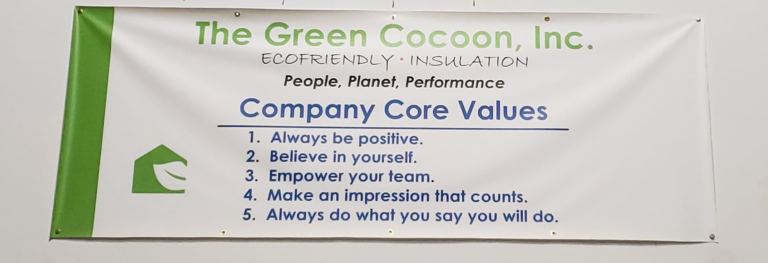 The Green Cocoon, Inc.
ECOFRIENDLY • INSULATION
People, Planet, Performance
Company Core Values
1. Always be positive.
2. Believe in yourself.
3. Empower your team.
4. Make an impression that counts.
5. Always do what you say you will do.